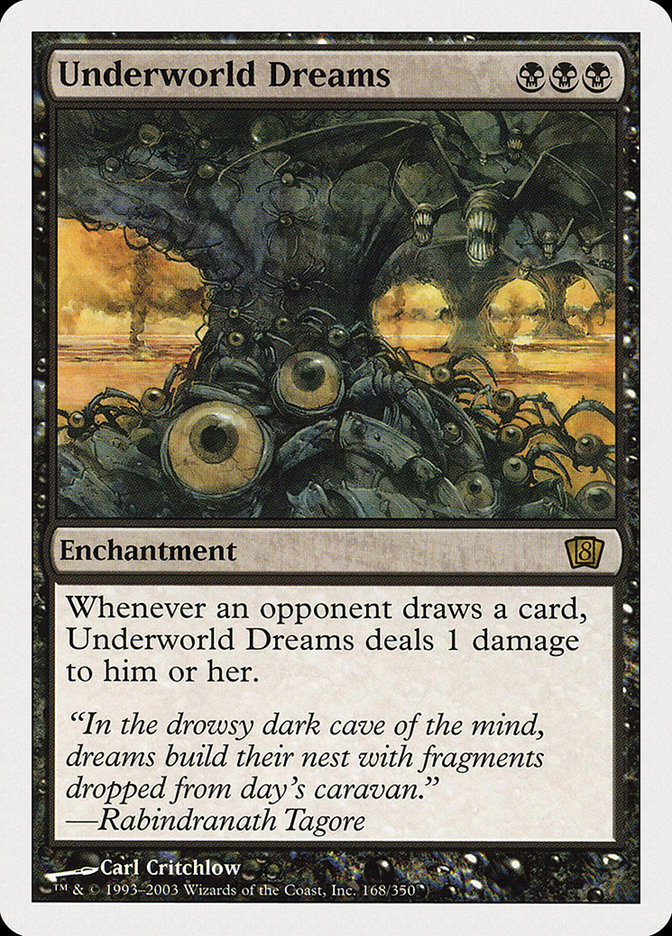 Underworld Dreams
Enchantment
8
Whenever an opponent draws a card,
Underworld Dreams deals 1 damage
to him or her.
“In the drowsy dark cave of the mind,
dreams build their nest with fragments
dropped from day’s caravan.”
—Rabindranath Tagore
Carl Critchlow
™ & © 1993–2003 Wizards of the Coast, Inc. 168/350